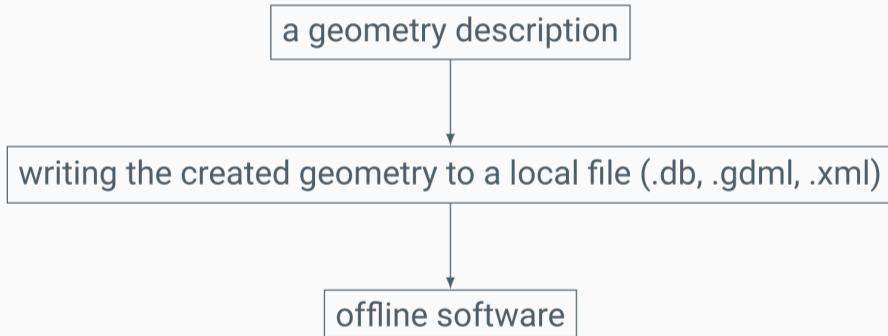 a geometry description
writing the created geometry to a local file (.db, .gdml, .xml)
offline software